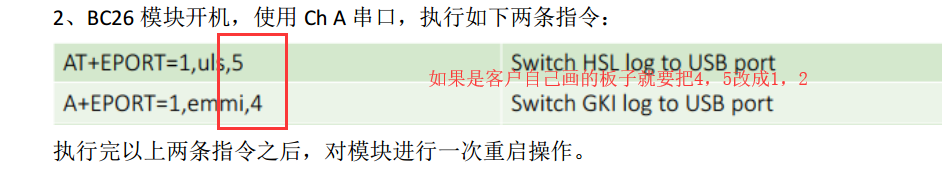 2、BC26 模块开机，使用 Ch A 串口，执行如下两条指令：
AT+EPORT=1,uls,5 Switch HSL log to USB port
如果是客户自己画的板子就要把4，5改成1，2
A+EPORT=1,emmi,4 Switch GKI log to USB port
执行完以上两条指令之后，对模块进行一次重启操作。